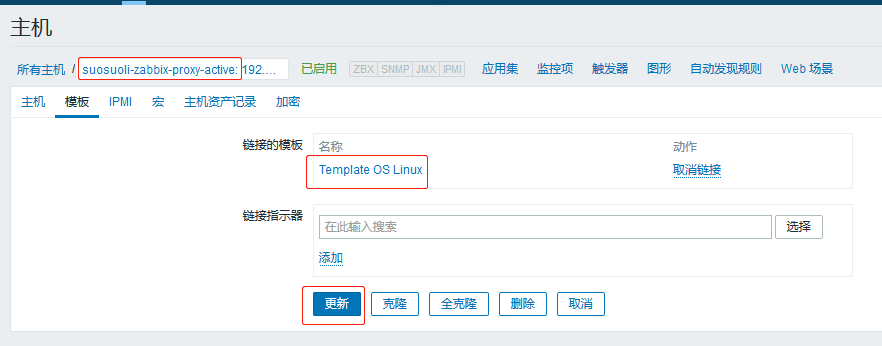 主机
所有主机 / suosuoli-zabbix-proxy-active: 192.... 已启用 ZBX SNMP JMX IPMI 应用集 监控项 触发器 图形 自动发现规则 Web 场景
主机 模板 IPMI 宏 主机资产记录 加密
链接的模板 名称 动作
Template OS Linux 取消链接
链接指示器
在此输入搜索 选择
添加
更新 克隆 全克隆 删除 取消